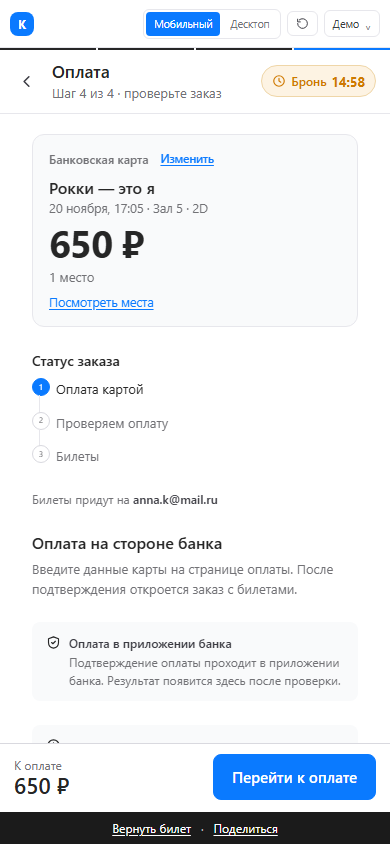 K
Мобильный
Десктоп
Демо
Оплата
Шаг 4 из 4 · проверьте заказ
Бронь 14:58
Банковская карта Изменить
Рокки — это я
20 ноября, 17:05 · Зал 5 · 2D
650 ₽
1 место
Посмотреть места
Статус заказа
1 Оплата картой
2 Проверяем оплату
3 Билеты
Билеты придут на anna.k@mail.ru
Оплата на стороне банка
Введите данные карты на странице оплаты. После
подтверждения откроется заказ с билетами.
Оплата в приложении банка
Подтверждение оплаты проходит в приложении
банка. Результат появится здесь после проверки.
К оплате
650 ₽
Перейти к оплате
Вернуть билет · Поделиться